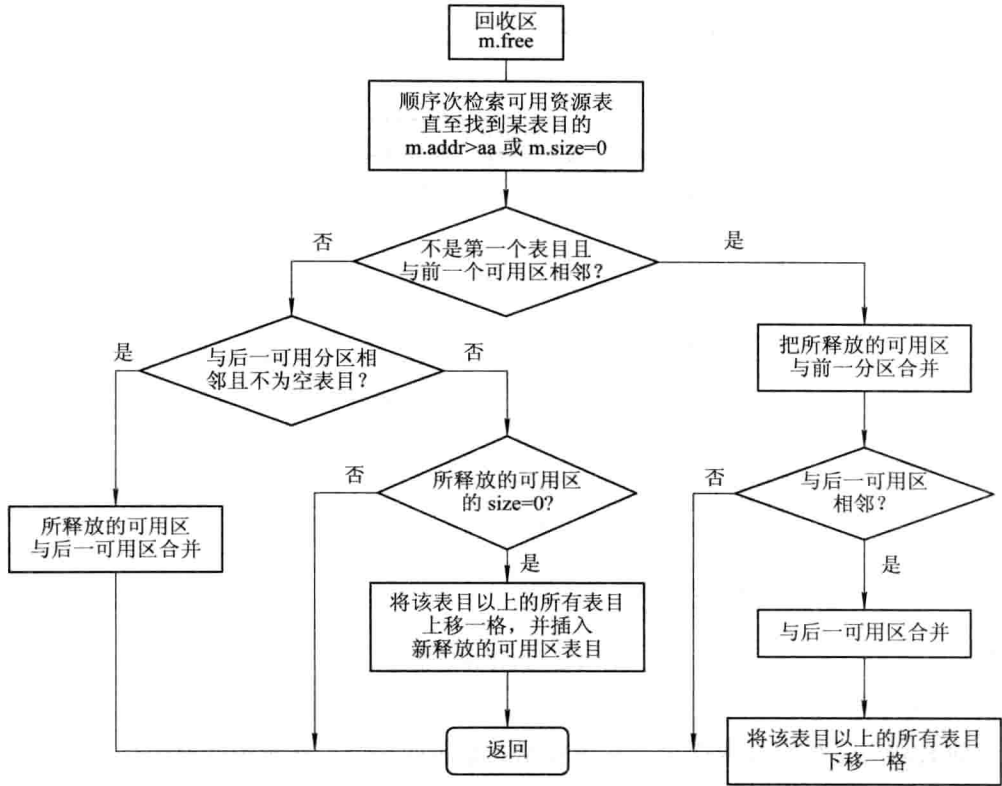 回收区
m.free
顺序次检索可用资源表
直至找到某表目的
m.addr>aa 或 m.size=0
否
不是第一个表目且
与前一个可用区相邻？
是
是
与后一可用分区相
邻且不为空表目？
否
把所释放的可用区
与前一分区合并
否
所释放的可用区
的 size=0?
否
与后一可用区
相邻？
所释放的可用区
与后一可用区合并
是
是
将该表目以上的所有表目
上移一格，并插入
新释放的可用区表目
与后一可用区合并
返回
将该表目以上的所有表目
下移一格